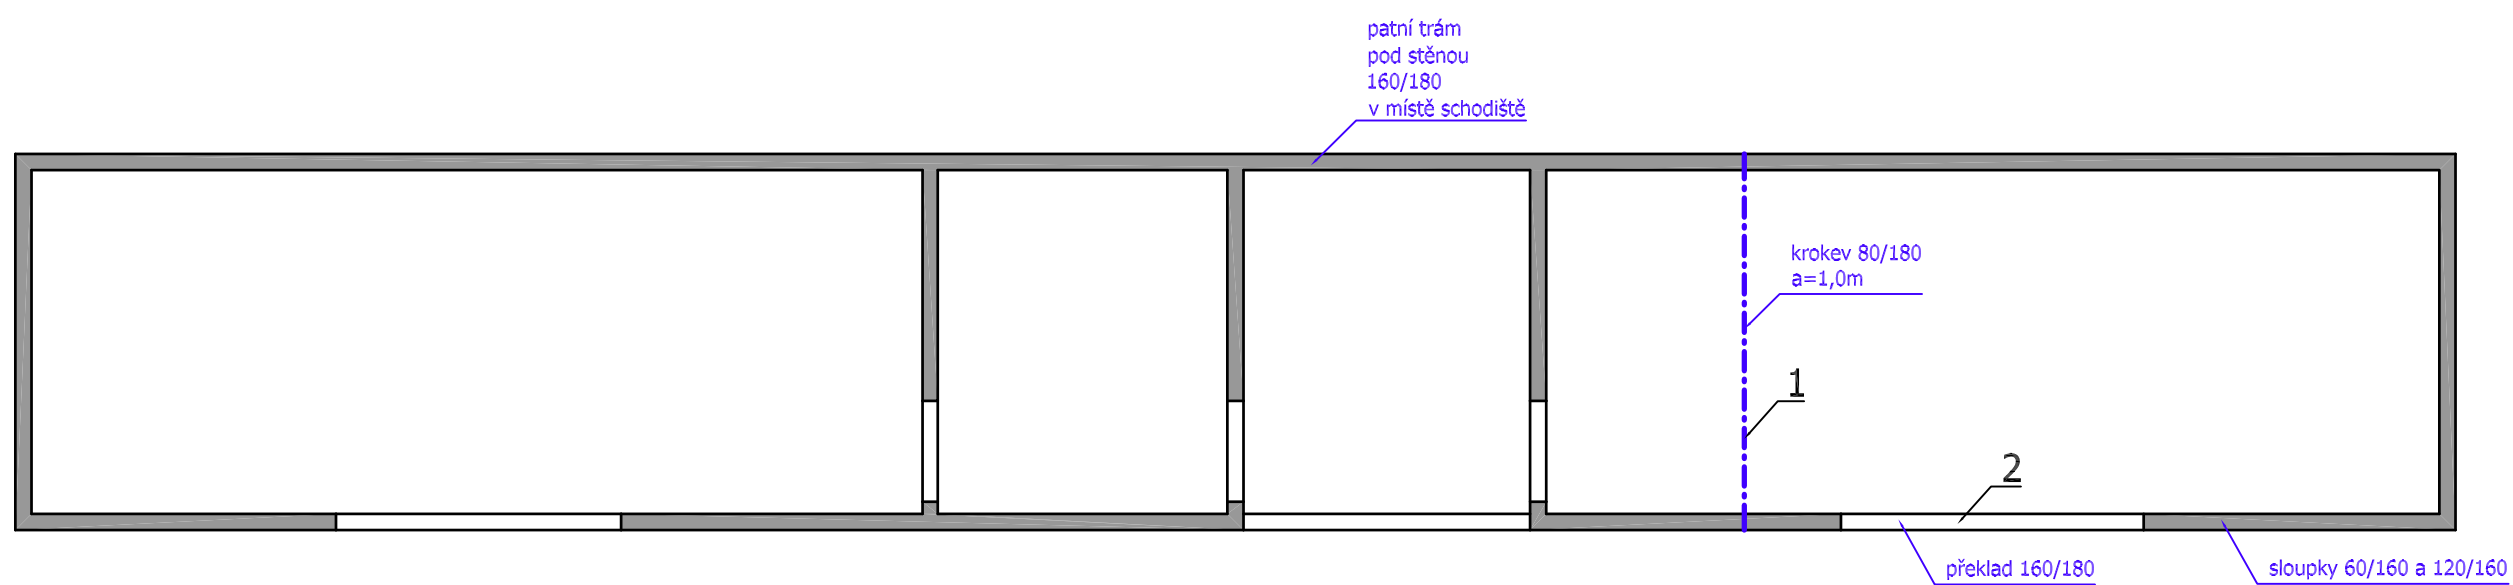 patní trám
pod stěnou
160/180
v místě schodiště
krokev 80/180
a=1,0m
1
2
překlad 160/180
sloupky 60/160 a 120/160